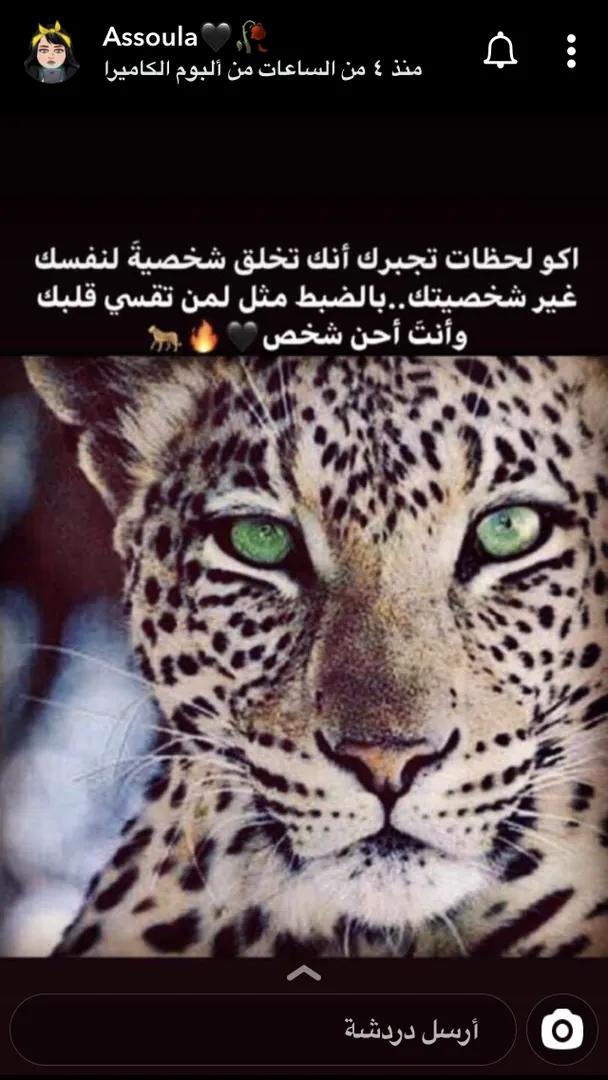 Assoula🖤🥀
منذ ٤ من الساعات من ألبوم الكاميرا
اكو لحظات تجبرك أنك تخلق شخصيةَ لنفسك
غير شخصيتك..بالضبط مثل لمن تقسي قلبك
وأنتَ أحن شخص🖤🔥🐆
أرسل دردشة